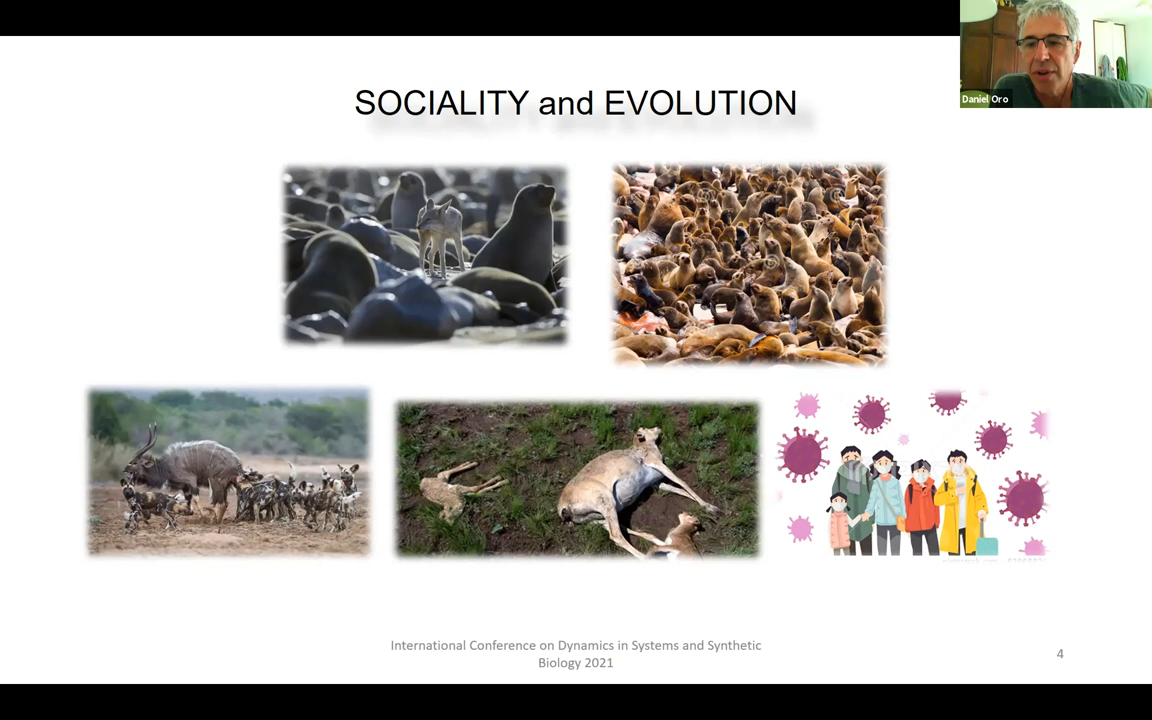 Daniel Oro
SOCIALITY and EVOLUTION
International Conference on Dynamics in Systems and Synthetic
Biology 2021
4